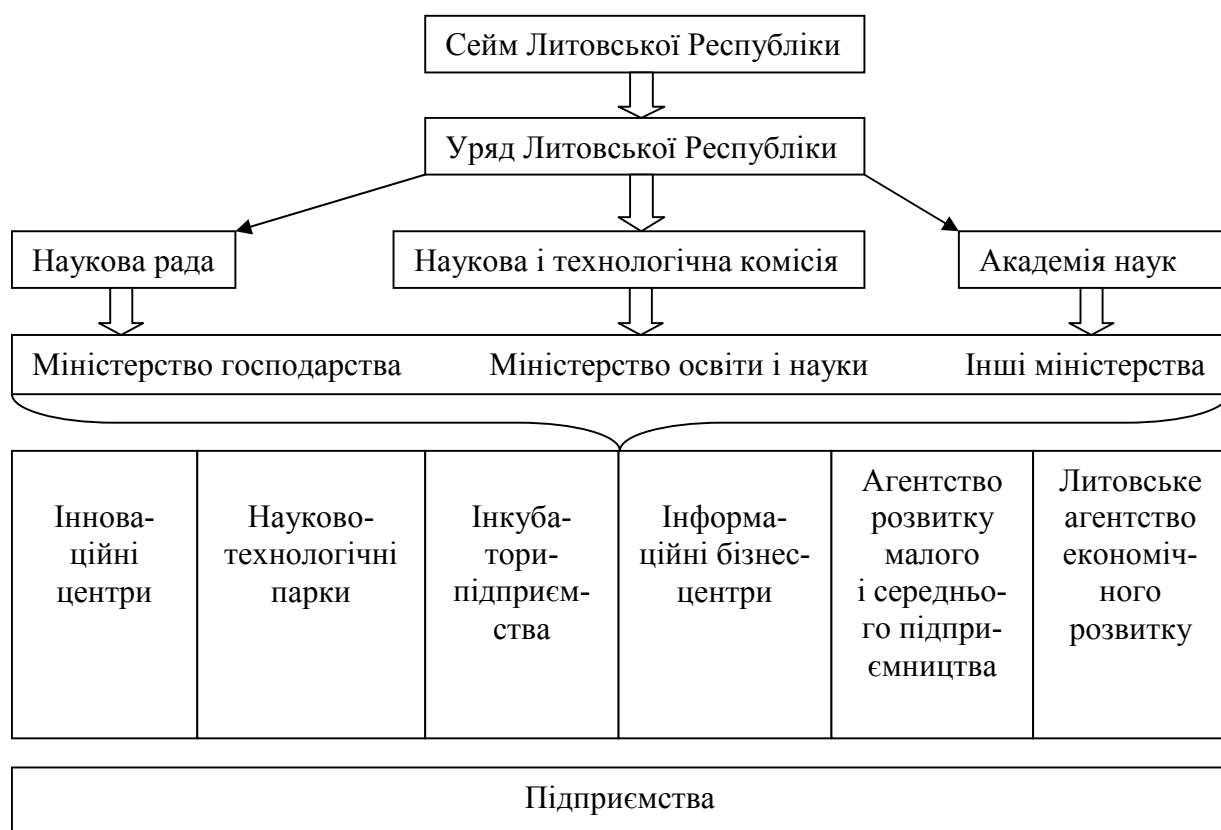 Сейм Литовської Республіки
Уряд Литовської Республіки
Наукова рада
Наукова і технологічна комісія
Академія наук
Міністерство господарства
Міністерство освіти і науки
Інші міністерства
Іннова-
ційні
центри
Науково-
технологічні
парки
Інкуба-
тори-
підприєм-
ства
Інформа-
ційні бізнес-
центри
Агентство
розвитку
малого
і середньо-
го підпри-
ємництва
Литовське
агентство
економіч-
ного
розвитку
Підприємства